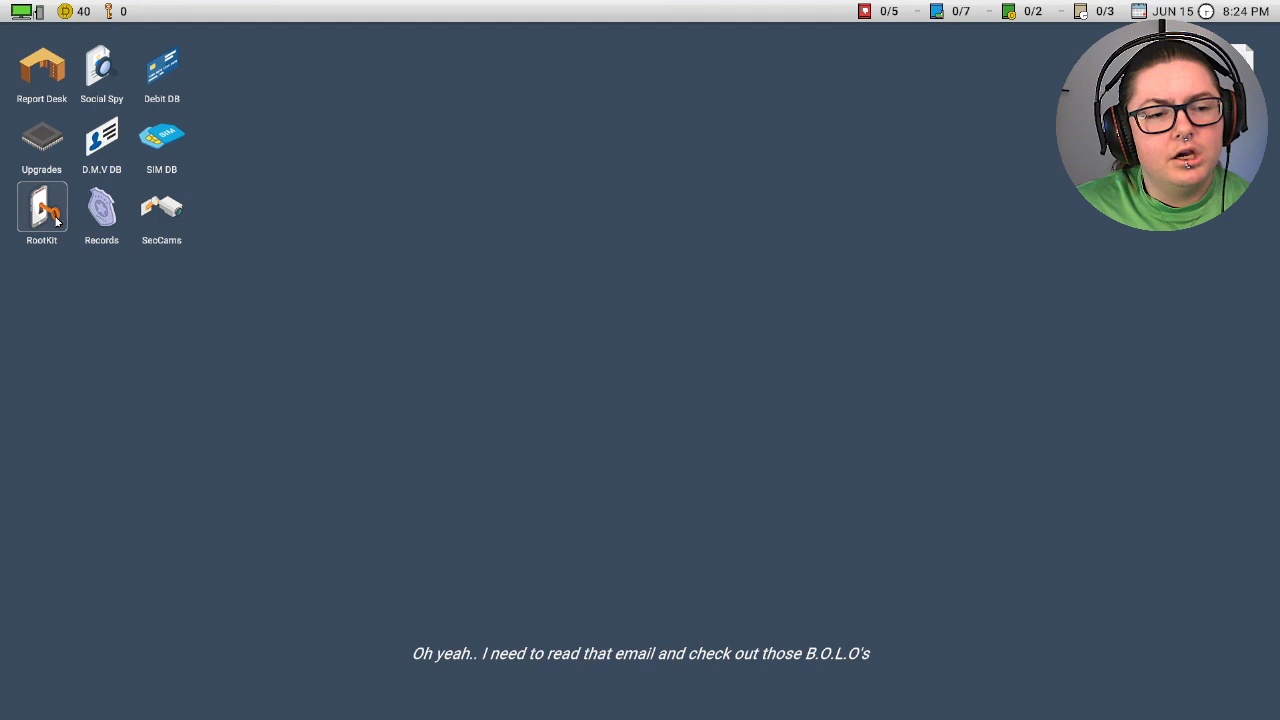 40 0 0/5 0/7 0/2 0/3 JUN 15 8:24 PM
Report Desk Social Spy Debit DB
Upgrades D.M.V DB SIM DB
SIM
RootKit Records SecCams
Oh yeah.. I need to read that email and check out those B.O.L.O's